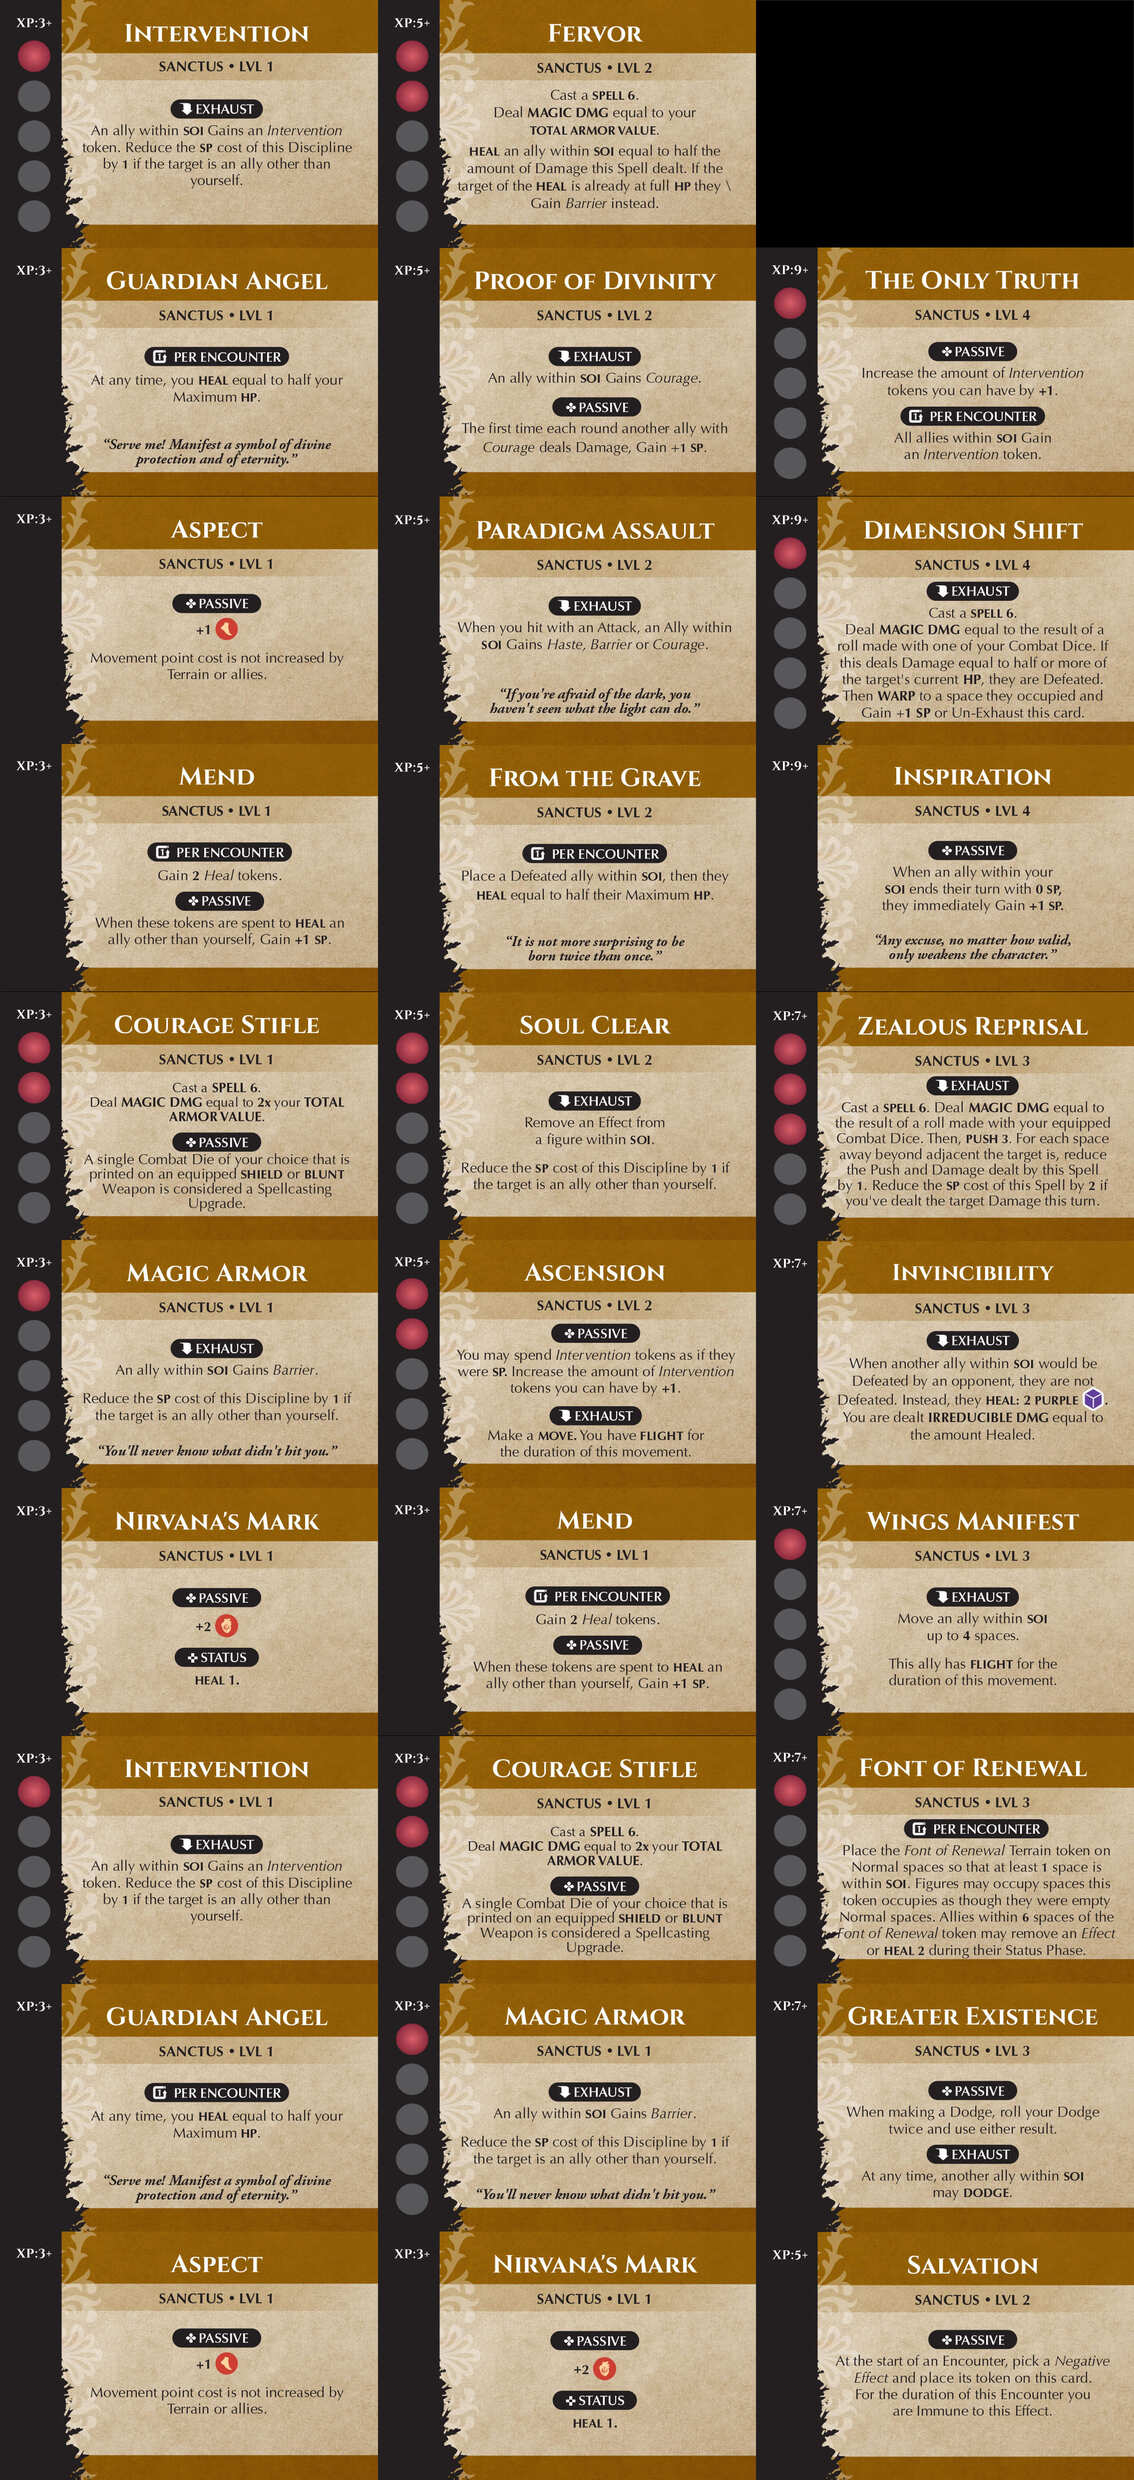 XP:3+
INTERVENTION
SANCTUS • LVL 1
EXHAUST
An ally within SOI Gains an Intervention
token. Reduce the SP cost of this Discipline
by 1 if the target is an ally other than
yourself.
XP:5+
FERVOR
SANCTUS • LVL 2
Cast a SPELL 6.
Deal MAGIC DMG equal to your
TOTAL ARMOR VALUE.
HEAL an ally within SOI equal to half the
amount of Damage this Spell dealt. If the
target of the HEAL is already at full HP they \
Gain Barrier instead.
XP:3+
GUARDIAN ANGEL
SANCTUS • LVL 1
PER ENCOUNTER
At any time, you HEAL equal to half your
Maximum HP.
“Serve me! Manifest a symbol of divine
protection and of eternity.”
XP:5+
PROOF OF DIVINITY
SANCTUS • LVL 2
EXHAUST
An ally within SOI Gains Courage.
PASSIVE
The first time each round another ally with
Courage deals Damage, Gain +1 SP.
XP:9+
THE ONLY TRUTH
SANCTUS • LVL 4
PASSIVE
Increase the amount of Intervention
tokens you can have by +1.
PER ENCOUNTER
All allies within SOI Gain
an Intervention token.
XP:3+
ASPECT
SANCTUS • LVL 1
PASSIVE
+1
Movement point cost is not increased by
Terrain or allies.
XP:5+
PARADIGM ASSAULT
SANCTUS • LVL 2
EXHAUST
When you hit with an Attack, an Ally within
SOI Gains Haste, Barrier or Courage.
“If you're afraid of the dark, you
haven't seen what the light can do.”
XP:9+
DIMENSION SHIFT
SANCTUS • LVL 4
EXHAUST
Cast a SPELL 6.
Deal MAGIC DMG equal to the result of a
roll made with one of your Combat Dice. If
this deals Damage equal to half or more of
the target's current HP, they are Defeated.
Then WARP to a space they occupied and
Gain +1 SP or Un-Exhaust this card.
XP:3+
MEND
SANCTUS • LVL 1
PER ENCOUNTER
Gain 2 Heal tokens.
PASSIVE
When these tokens are spent to HEAL an
ally other than yourself, Gain +1 SP.
XP:5+
FROM THE GRAVE
SANCTUS • LVL 2
PER ENCOUNTER
Place a Defeated ally within SOI, then they
HEAL equal to half their Maximum HP.
“It is not more surprising to be
born twice than once.”
XP:9+
INSPIRATION
SANCTUS • LVL 4
PASSIVE
When an ally within your
SOI ends their turn with 0 SP,
they immediately Gain +1 SP.
“Any excuse, no matter how valid,
only weakens the character.”
XP:3+
COURAGE STIFLE
SANCTUS • LVL 1
Cast a SPELL 6.
Deal MAGIC DMG equal to 2x your TOTAL
ARMOR VALUE.
PASSIVE
A single Combat Die of your choice that is
printed on an equipped SHIELD or BLUNT
Weapon is considered a Spellcasting
Upgrade.
XP:5+
SOUL CLEAR
SANCTUS • LVL 2
EXHAUST
Remove an Effect from
a figure within SOI.
Reduce the SP cost of this Discipline by 1 if
the target is an ally other than yourself.
XP:7+
ZEALOUS REPRISAL
SANCTUS • LVL 3
EXHAUST
Cast a SPELL 6. Deal MAGIC DMG equal to
the result of a roll made with your equipped
Combat Dice. Then, PUSH 3. For each space
away beyond adjacent the target is, reduce
the Push and Damage dealt by this Spell
by 1. Reduce the SP cost of this Spell by 2 if
you've dealt the target Damage this turn.
XP:3+
MAGIC ARMOR
SANCTUS • LVL 1
EXHAUST
An ally within SOI Gains Barrier.
Reduce the SP cost of this Discipline by 1 if
the target is an ally other than yourself.
“You'll never know what didn't hit you.”
XP:5+
ASCENSION
SANCTUS • LVL 2
PASSIVE
You may spend Intervention tokens as if they
were SP. Increase the amount of Intervention
tokens you can have by +1.
EXHAUST
Make a MOVE. You have FLIGHT for
the duration of this movement.
XP:7+
INVINCIBILITY
SANCTUS • LVL 3
EXHAUST
When another ally within SOI would be
Defeated by an opponent, they are not
Defeated. Instead, they HEAL: 2 PURPLE .
You are dealt IRREDUCIBLE DMG equal to
the amount Healed.
XP:3+
NIRVANA'S MARK
SANCTUS • LVL 1
PASSIVE
+2
STATUS
HEAL 1.
XP:3+
MEND
SANCTUS • LVL 1
PER ENCOUNTER
Gain 2 Heal tokens.
PASSIVE
When these tokens are spent to HEAL an
ally other than yourself, Gain +1 SP.
XP:7+
WINGS MANIFEST
SANCTUS • LVL 3
EXHAUST
Move an ally within SOI
up to 4 spaces.
This ally has FLIGHT for the
duration of this movement.
XP:3+
INTERVENTION
SANCTUS • LVL 1
EXHAUST
An ally within SOI Gains an Intervention
token. Reduce the SP cost of this Discipline
by 1 if the target is an ally other than
yourself.
XP:3+
COURAGE STIFLE
SANCTUS • LVL 1
Cast a SPELL 6.
Deal MAGIC DMG equal to 2x your TOTAL
ARMOR VALUE.
PASSIVE
A single Combat Die of your choice that is
printed on an equipped SHIELD or BLUNT
Weapon is considered a Spellcasting
Upgrade.
XP:7+
FONT OF RENEWAL
SANCTUS • LVL 3
PER ENCOUNTER
Place the Font of Renewal Terrain token on
Normal spaces so that at least 1 space is
within SOI. Figures may occupy spaces this
token occupies as though they were empty
Normal spaces. Allies within 6 spaces of the
Font of Renewal token may remove an Effect
or HEAL 2 during their Status Phase.
XP:3+
GUARDIAN ANGEL
SANCTUS • LVL 1
PER ENCOUNTER
At any time, you HEAL equal to half your
Maximum HP.
“Serve me! Manifest a symbol of divine
protection and of eternity.”
XP:3+
MAGIC ARMOR
SANCTUS • LVL 1
EXHAUST
An ally within SOI Gains Barrier.
Reduce the SP cost of this Discipline by 1 if
the target is an ally other than yourself.
“You'll never know what didn't hit you.”
XP:7+
GREATER EXISTENCE
SANCTUS • LVL 3
PASSIVE
When making a Dodge, roll your Dodge
twice and use either result.
EXHAUST
At any time, another ally within SOI
may DODGE.
XP:3+
ASPECT
SANCTUS • LVL 1
PASSIVE
+1
Movement point cost is not increased by
Terrain or allies.
XP:3+
NIRVANA'S MARK
SANCTUS • LVL 1
PASSIVE
+2
STATUS
HEAL 1.
XP:5+
SALVATION
SANCTUS • LVL 2
PASSIVE
At the start of an Encounter, pick a Negative
Effect and place its token on this card.
For the duration of this Encounter you
are Immune to this Effect.